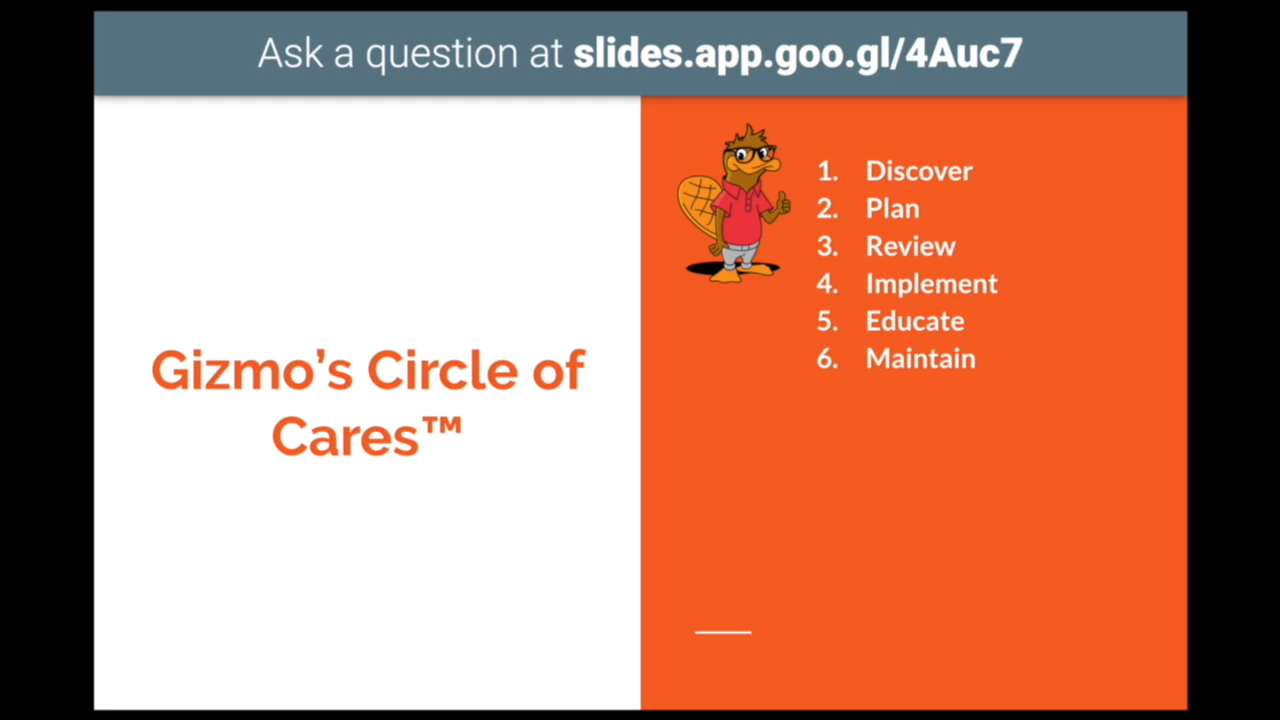 Ask a question at slides.app.goo.gl/4Auc7
Gizmo’s Circle of
Cares™
1. Discover
2. Plan
3. Review
4. Implement
5. Educate
6. Maintain